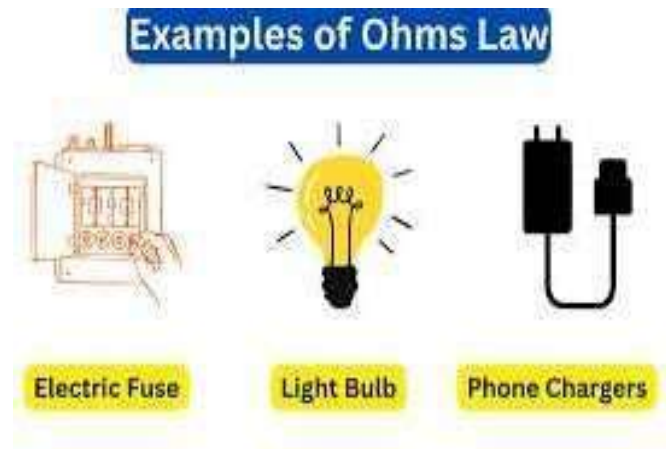 Examples of Ohms Law
Electric Fuse
Light Bulb
Phone Chargers